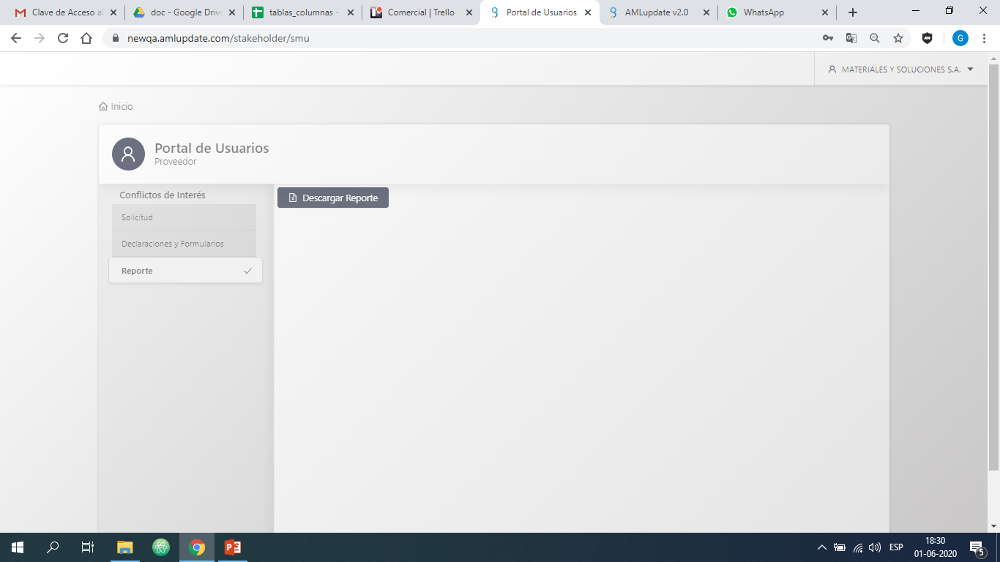 Clave de Acceso al
doc - Google Drive
tablas_columnas -
Comercial | Trello
Portal de Usuarios
AMLupdate v2.0
WhatsApp
newqa.amlupdate.com/stakeholder/smu
G
MATERIALES Y SOLUCIONES S.A.
Inicio
Portal de Usuarios
Proveedor
Conflictos de Interés
Solicitud
Declaraciones y Formularios
Reporte
Descargar Reporte
ESP
18:30
01-06-2020
5